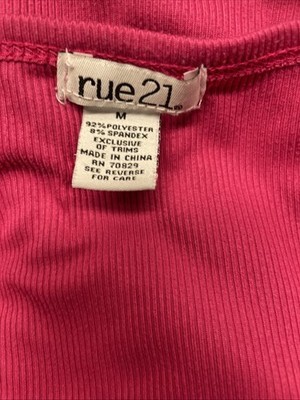 rue21
M
92%POLYESTER
8% SPANDEX
EXCLUSIVE
OF TRIMS
MADE IN CHINA
RN 70829
SEE REVERSE
FOR CARE